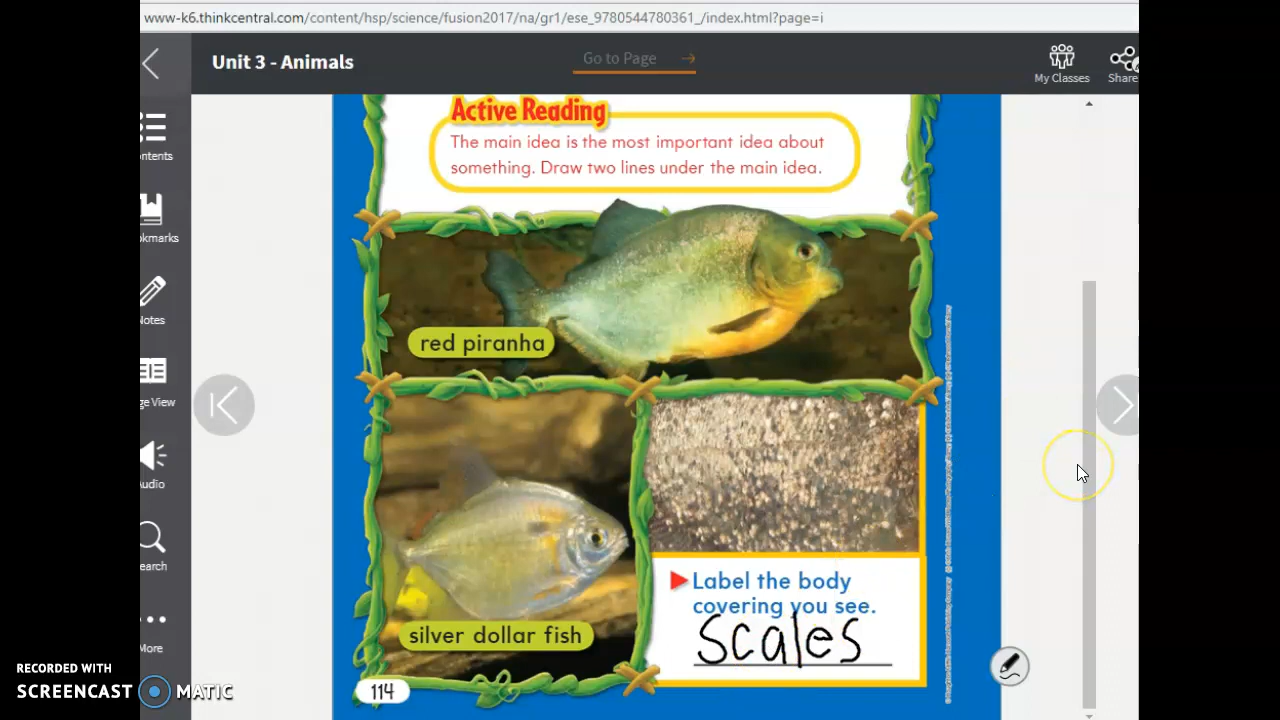 www-k6.thinkcentral.com/content/hsp/science/fusion2017/na/gr1/ese_9780544780361_/index.html?page=i
Unit 3 - Animals
Go to Page →
My Classes
Share
ntents
Active Reading
The main idea is the most important idea about
something. Draw two lines under the main idea.
okmarks
Notes
red piranha
ge View
Audio
earch
Label the body
covering you see.
scales
silver dollar fish
More
114
RECORDED WITH
SCREENCAST MATIC